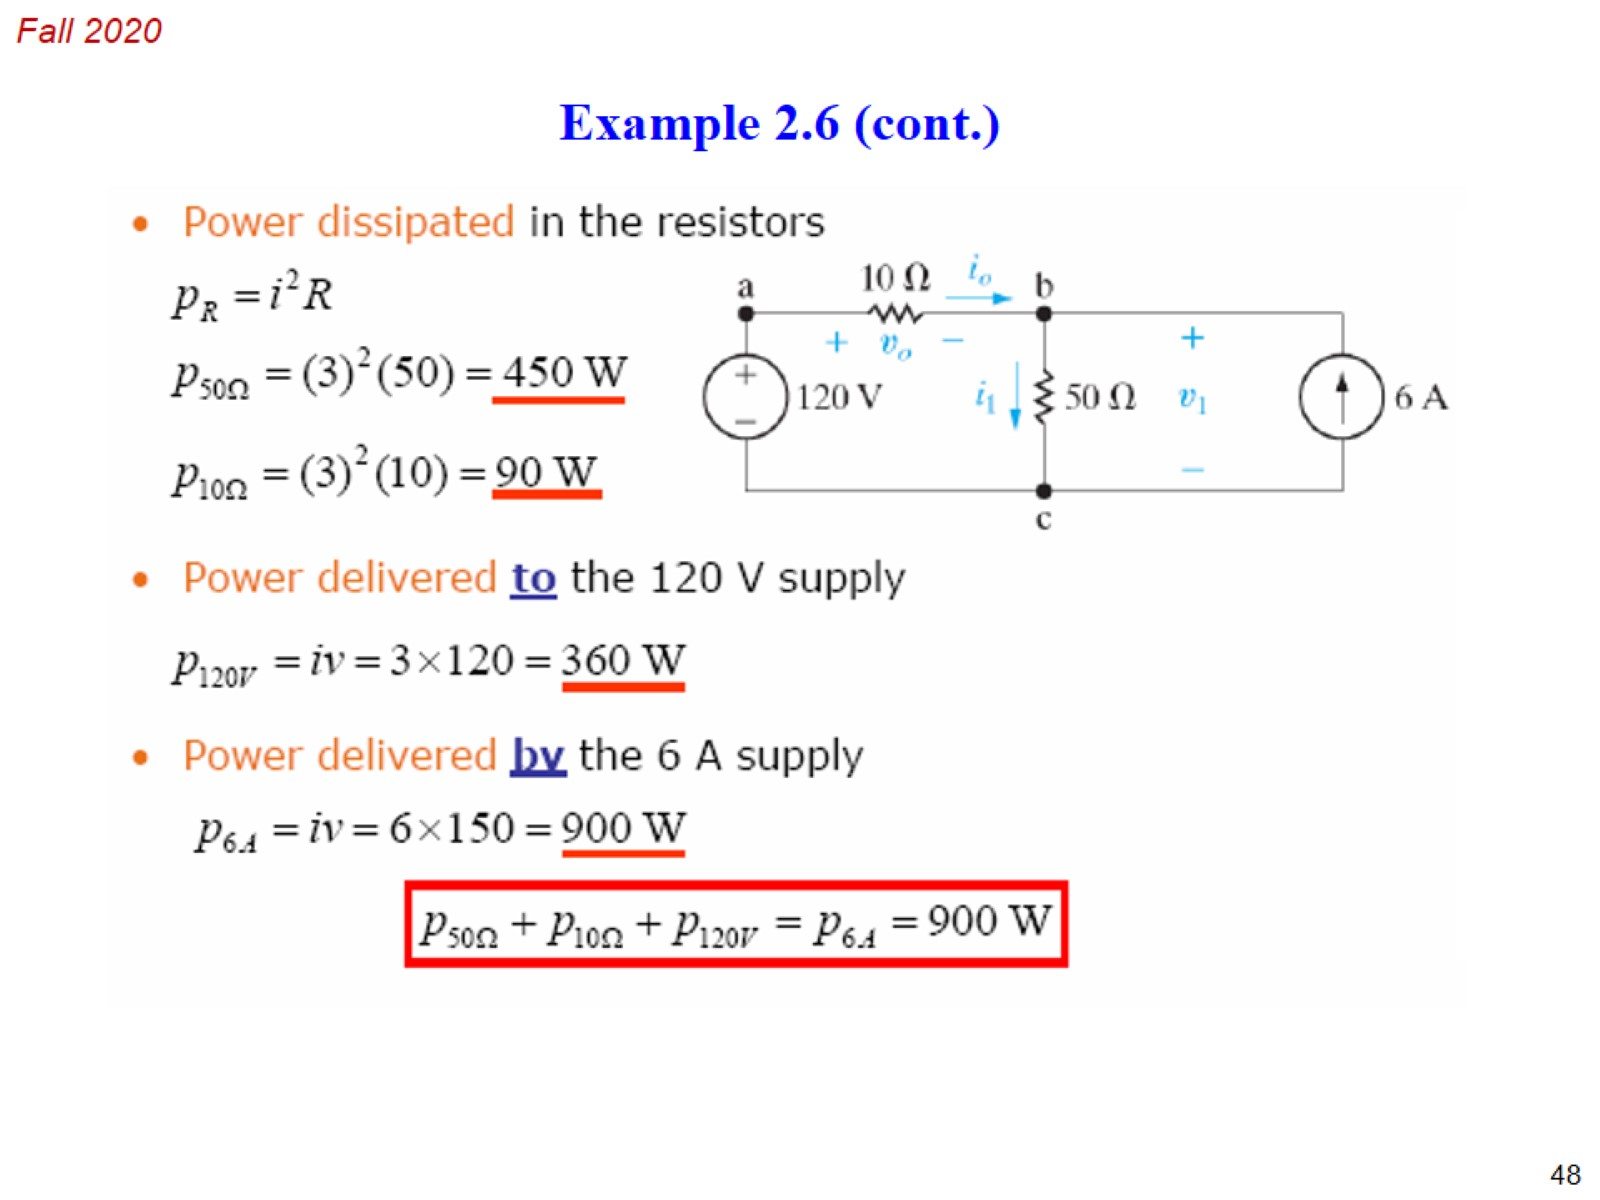 Fall 2020
Example 2.6 (cont.)
• Power dissipated in the resistors
p_R = i²R
p_50Ω = (3)²(50) = 450 W
p_10Ω = (3)²(10) = 90 W
a
10 Ω
i_o
b
+ v_o −
+
−
120 V
i_1
50 Ω
+
v_1
−
6 A
c
• Power delivered to the 120 V supply
p_120V = iv = 3×120 = 360 W
• Power delivered by the 6 A supply
p_6A = iv = 6×150 = 900 W
p_50Ω + p_10Ω + p_120V = p_6A = 900 W
48